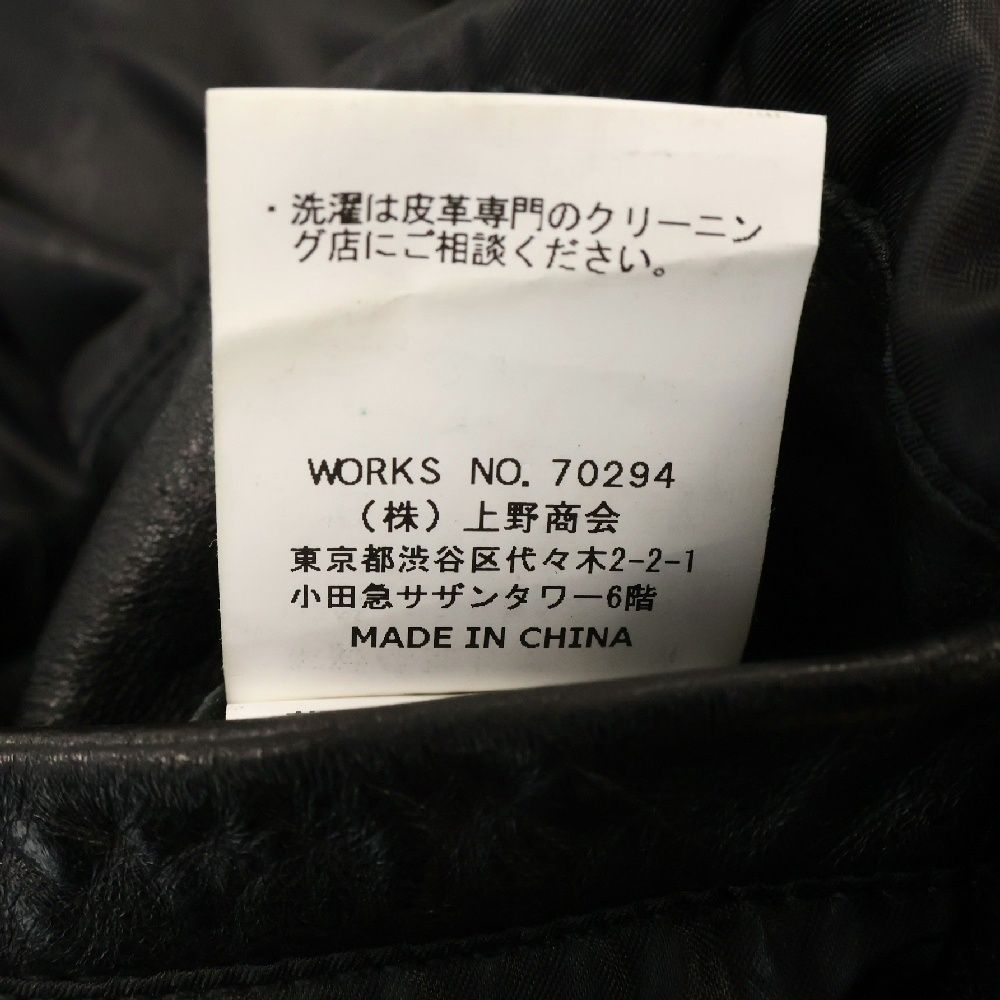 ・洗濯は皮革専門のクリーニン
グ店にご相談ください。
WORKS NO. 70294
（株）上野商会
東京都渋谷区代々木2-2-1
小田急サザンタワー6階
MADE IN CHINA